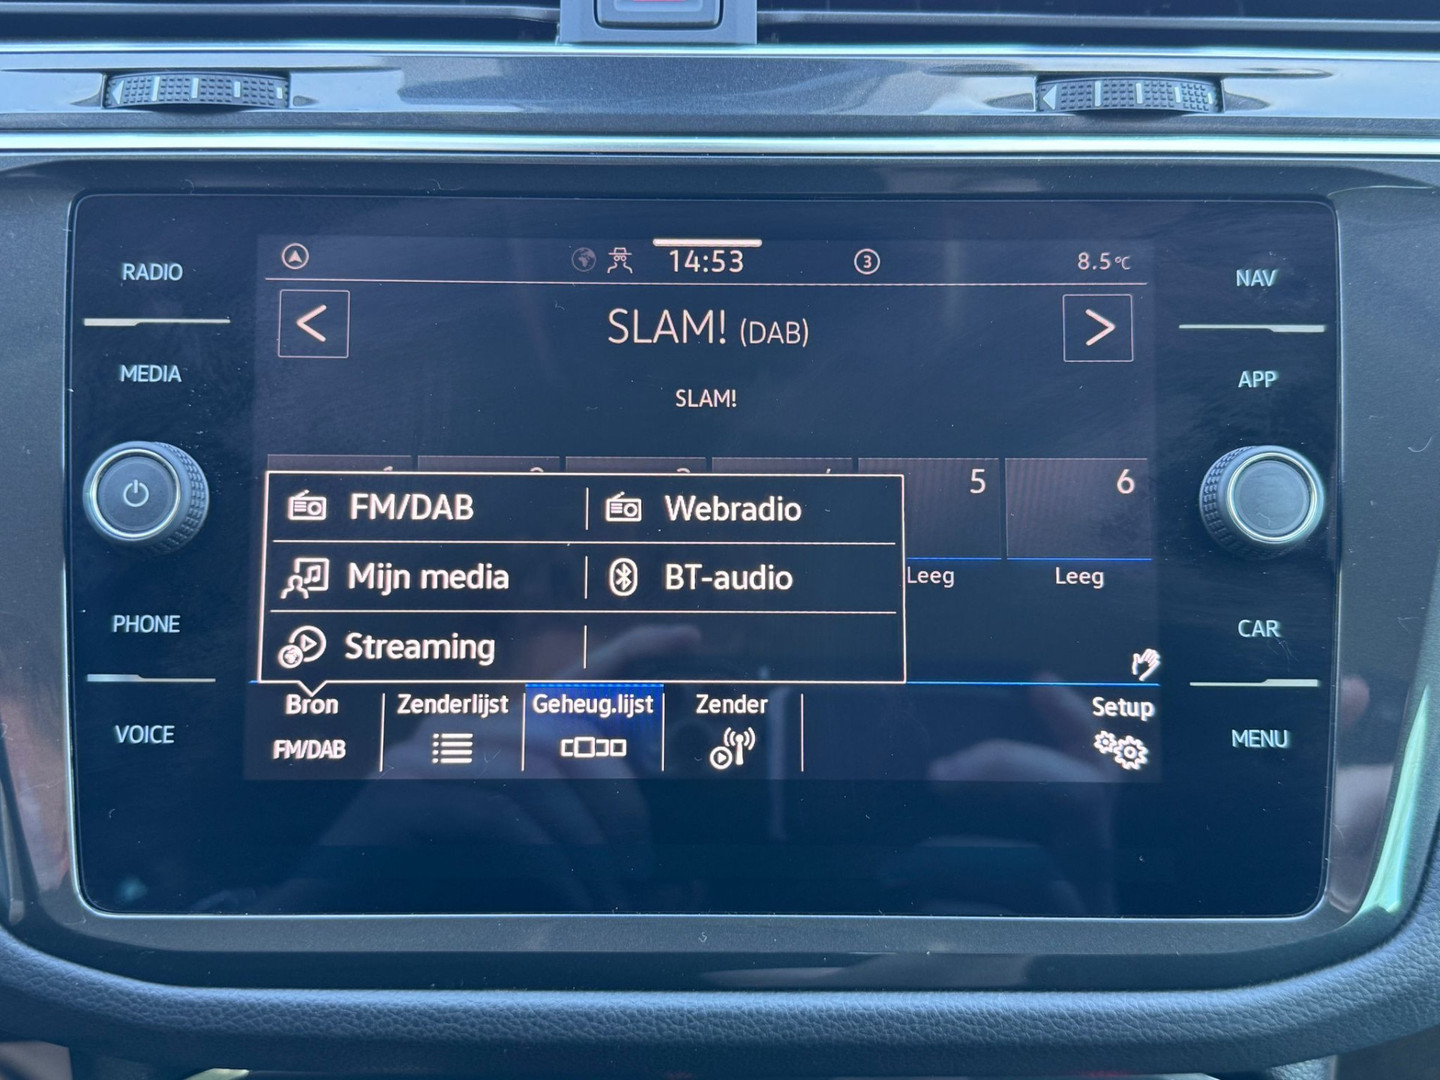 RADIO
MEDIA
PHONE
VOICE
14:53
3
8.5°C
SLAM! (DAB)
SLAM!
5
6
FM/DAB
Webradio
Mijn media
BT-audio
Streaming
Leeg
Leeg
Bron
FM/DAB
Zenderlijst
Geheug.lijst
Zender
Setup
NAV
APP
CAR
MENU